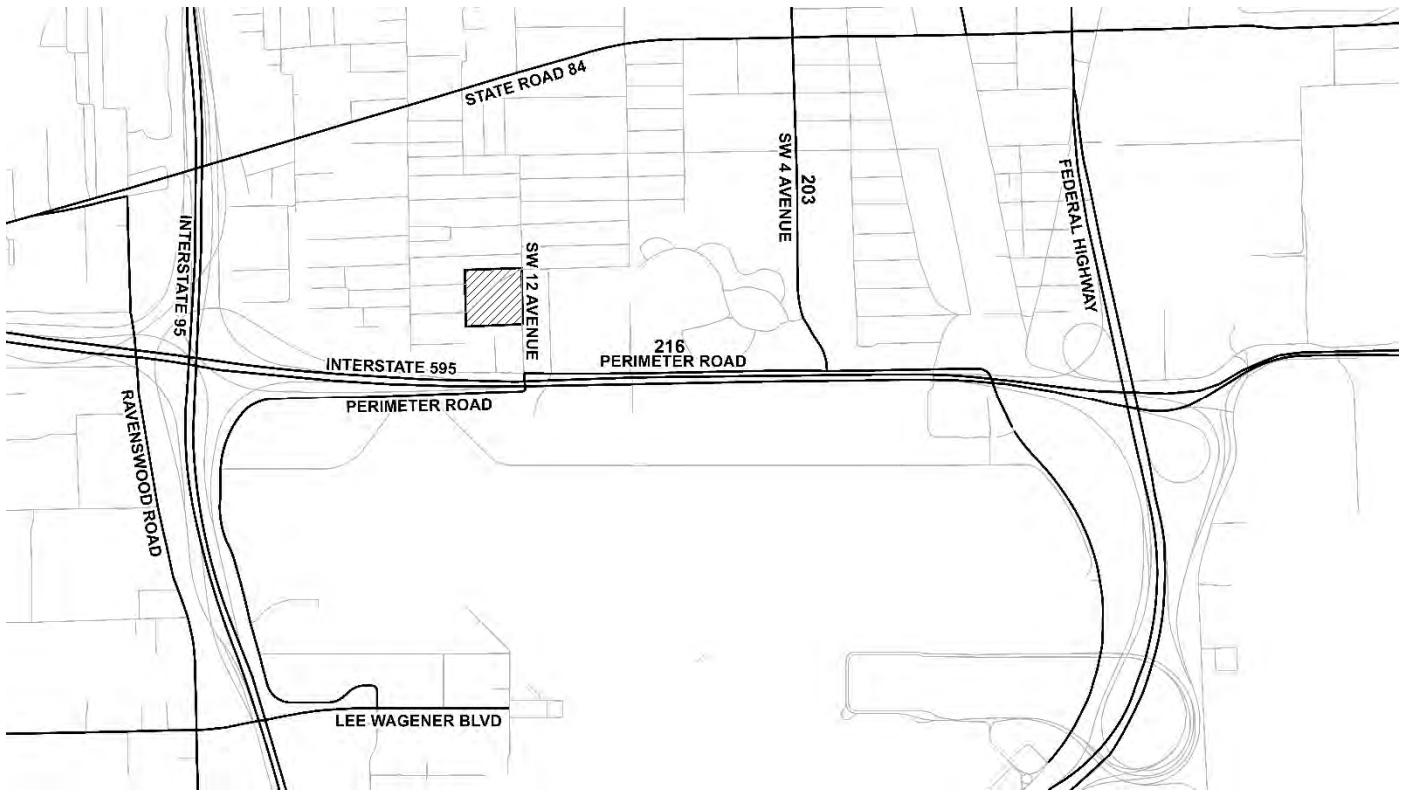 STATE ROAD 84
203
SW 4 AVENUE
FEDERAL HIGHWAY
INTERSTATE 95
SW 12 AVENUE
216
PERIMETER ROAD
INTERSTATE 595
PERIMETER ROAD
RAVENSWOOD ROAD
LEE WAGENER BLVD